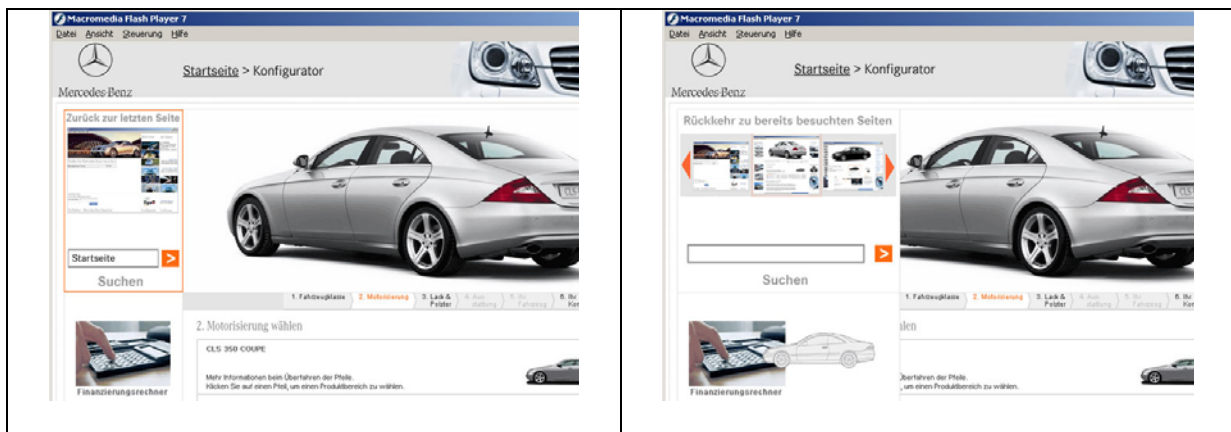 Macromedia Flash Player 7
Datei Ansicht Steuerung Hilfe
Startseite > Konfigurator
Mercedes-Benz
Zurück zur letzten Seite
Startseite >
Suchen
1. Fahrzeugklasse 2. Motorisierung 3. Lack & Polster
2. Motorisierung wählen
CLS 350 COUPE
Mehr Informationen beim Überfahren der Pfeile.
Klicken Sie auf einen Pfeil, um einen Produktbereich zu wählen.
Finanzierungsrechner
Macromedia Flash Player 7
Datei Ansicht Steuerung Hilfe
Startseite > Konfigurator
Mercedes-Benz
Rückkehr zu bereits besuchten Seiten
>
Suchen
1. Fahrzeugklasse 2. Motorisierung 3. Lack & Polster
hlen
Überfahren der Pfeile.
, um einen Produktbereich zu wählen.
Finanzierungsrechner